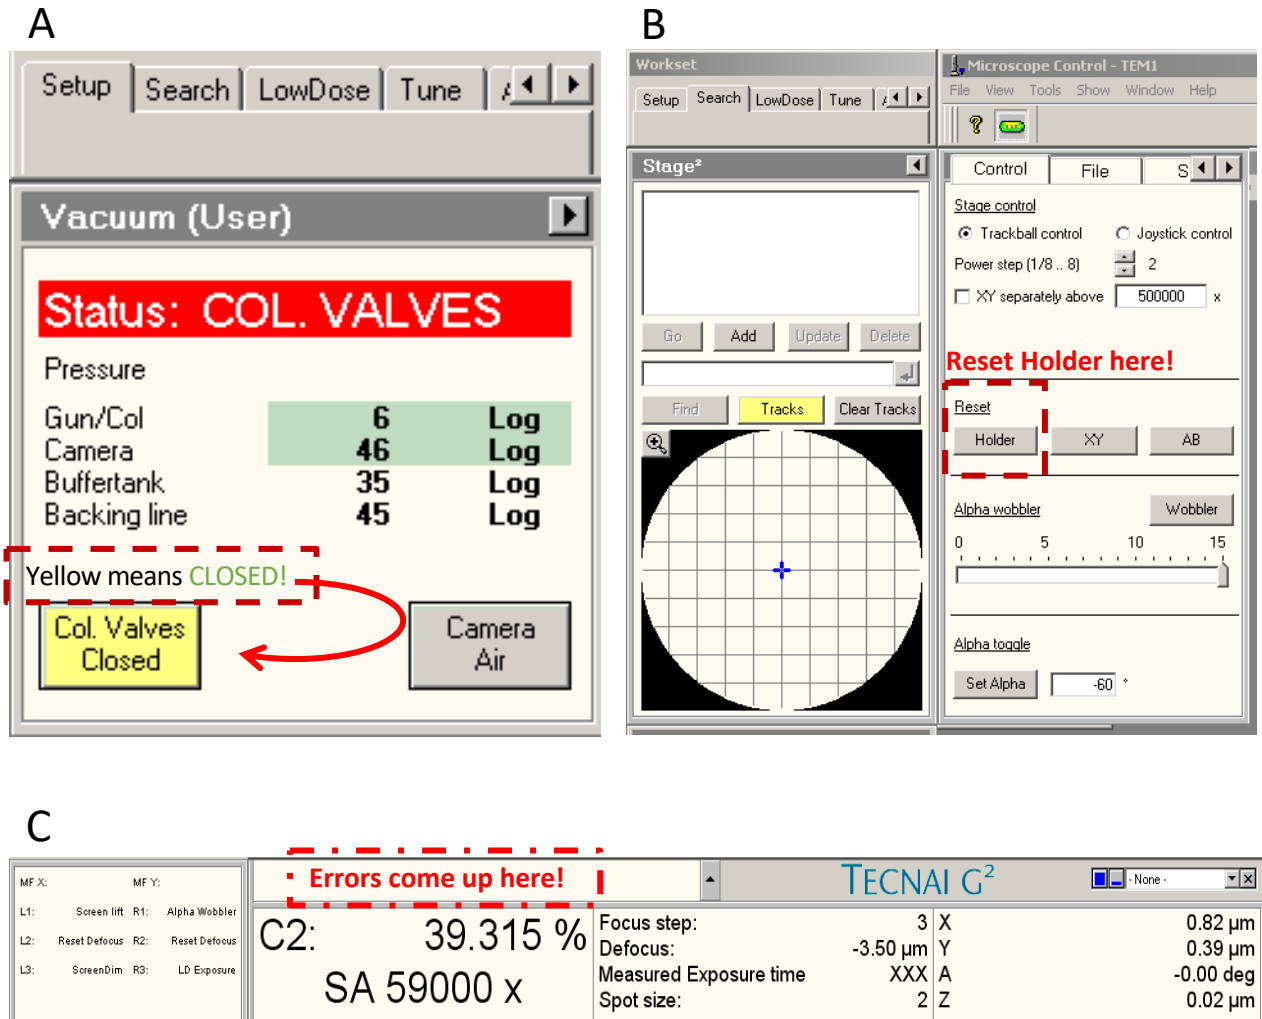 A
Setup Search LowDose Tune
Vacuum (User)
Status: COL. VALVES
Pressure
Gun/Col 6 Log
Camera 46 Log
Buffertank 35 Log
Backing line 45 Log
Yellow means CLOSED!
Col. Valves
Closed
Camera
Air
B
Workset
Setup Search LowDose Tune
Stage²
Go Add Update Delete
Find Tracks Clear Tracks
Microscope Control - TEM1
File View Tools Show Window Help
?
Control File S
Stage control
Trackball control Joystick control
Power step (1/8 .. 8) 2
XY separately above 500000 x
Reset Holder here!
Reset
Holder XY AB
Alpha wobbler Wobbler
0 5 10 15
Alpha toggle
Set Alpha -60 °
C
MF X: MF Y:
L1: Screen lift R1: Alpha Wobbler
L2: Reset Defocus R2: Reset Defocus
L3: ScreenDim R3: LD Exposure
Errors come up here!
TECNAI G²
- None -
C2: 39.315 %
SA 59000 x
Focus step: 3
Defocus: -3.50 µm
Measured Exposure time XXX
Spot size: 2
X 0.82 µm
Y 0.39 µm
A -0.00 deg
Z 0.02 µm